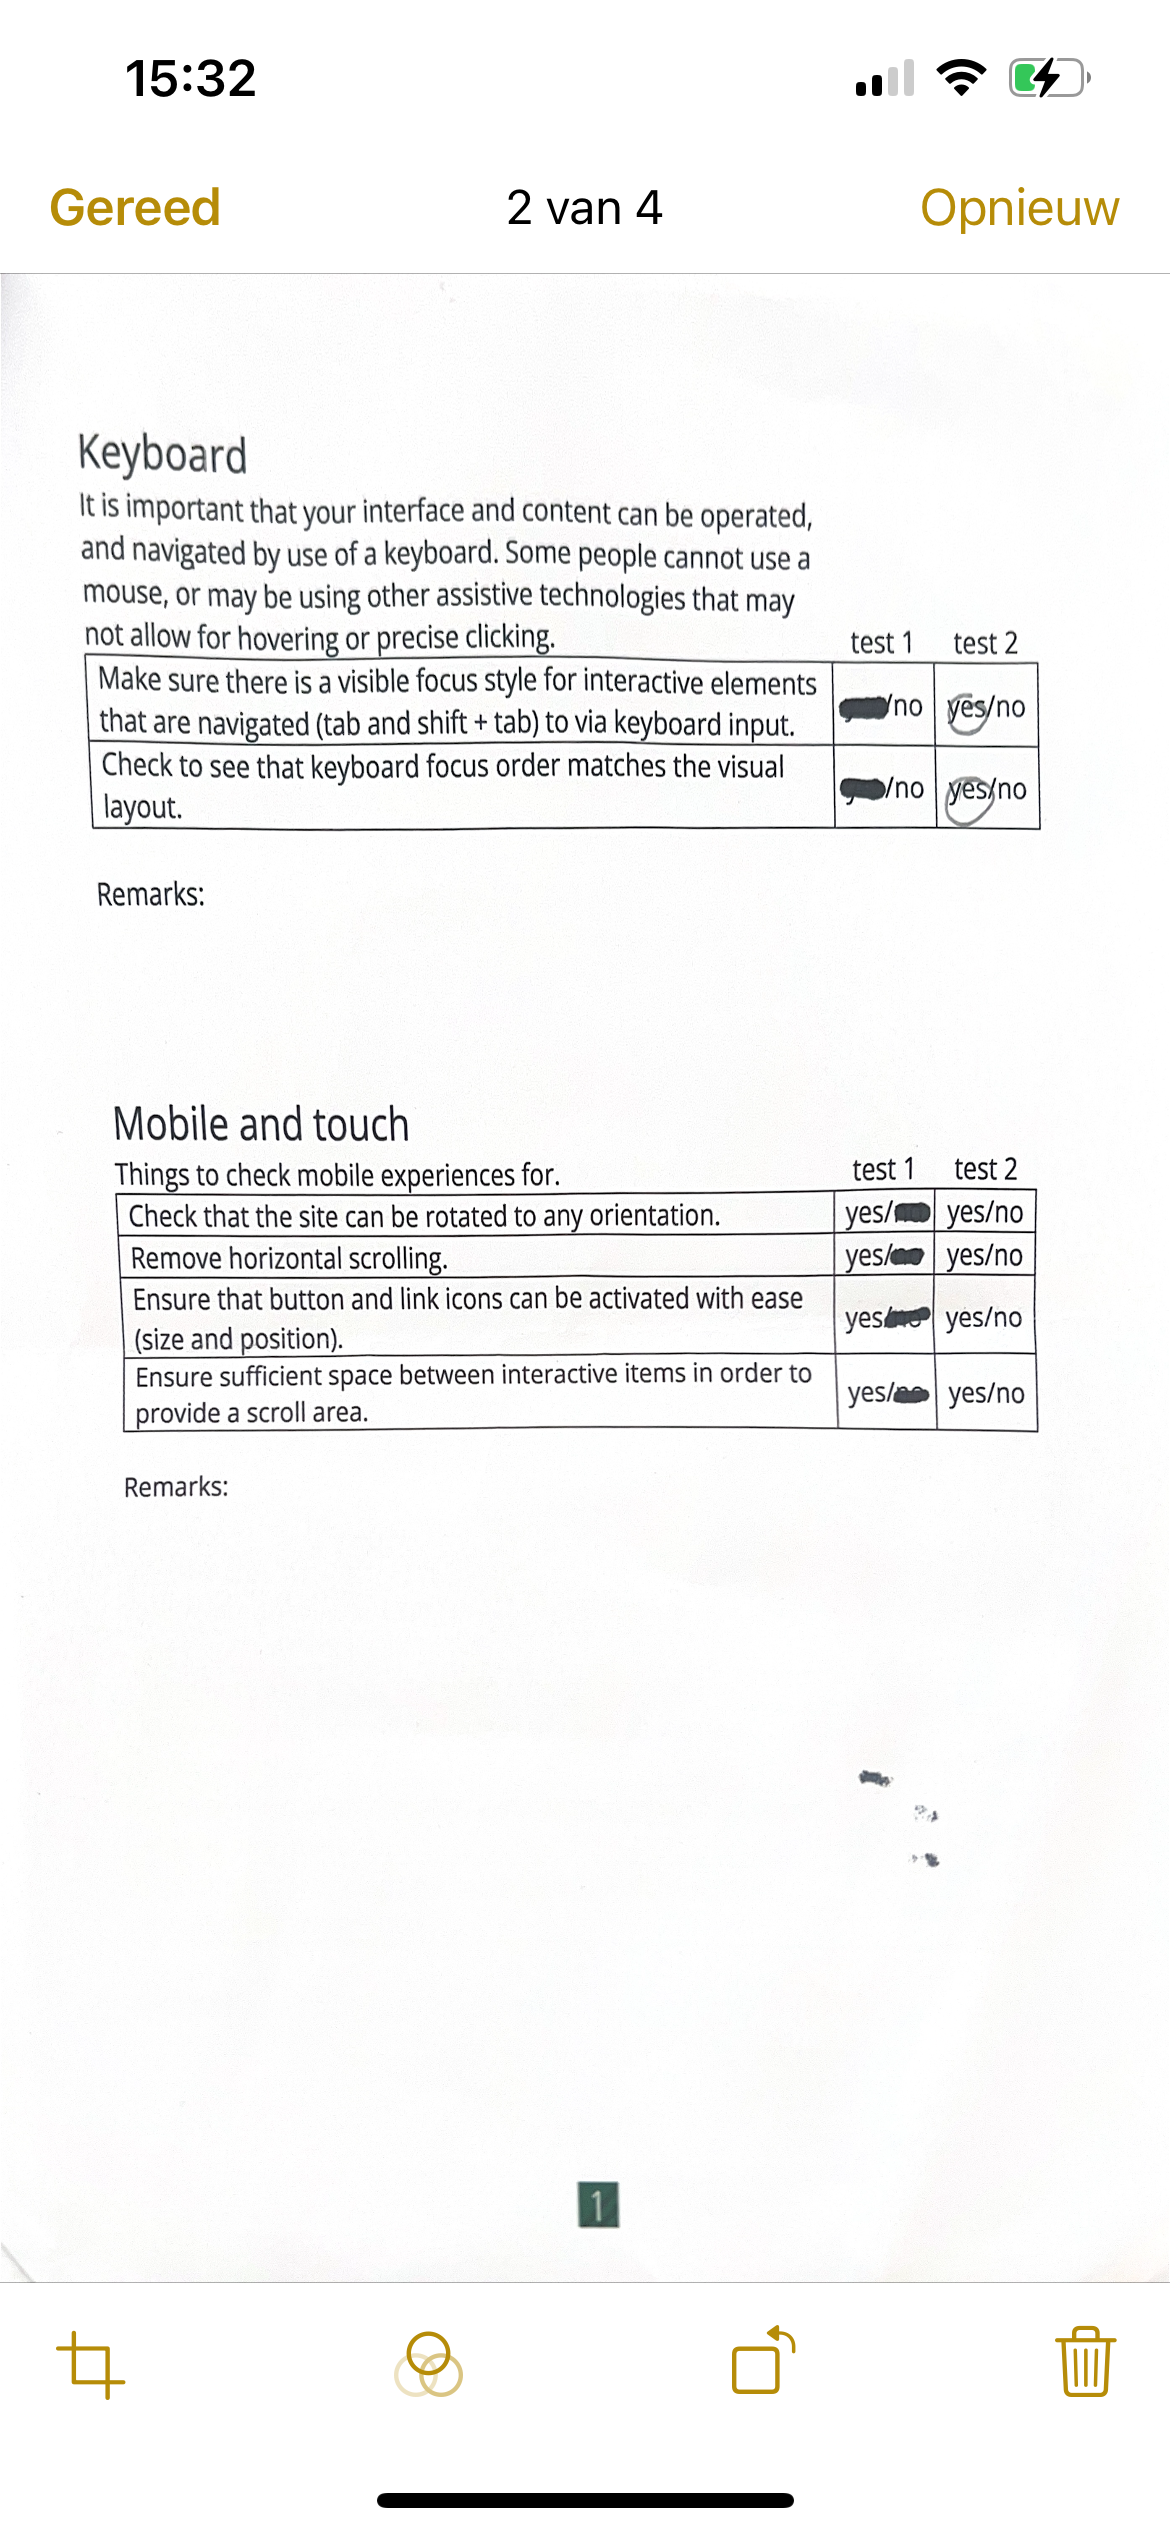 15:32
Gereed 2 van 4 Opnieuw
Keyboard
It is important that your interface and content can be operated,
and navigated by use of a keyboard. Some people cannot use a
mouse, or may be using other assistive technologies that may
not allow for hovering or precise clicking. test 1 test 2
Make sure there is a visible focus style for interactive elements
that are navigated (tab and shift + tab) to via keyboard input. /no yes/no
Check to see that keyboard focus order matches the visual
layout. /no yes/no
Remarks:
Mobile and touch
Things to check mobile experiences for. test 1 test 2
Check that the site can be rotated to any orientation. yes/ yes/no
Remove horizontal scrolling. yes/ yes/no
Ensure that button and link icons can be activated with ease
(size and position). yes/ yes/no
Ensure sufficient space between interactive items in order to
provide a scroll area. yes/ yes/no
Remarks:
1